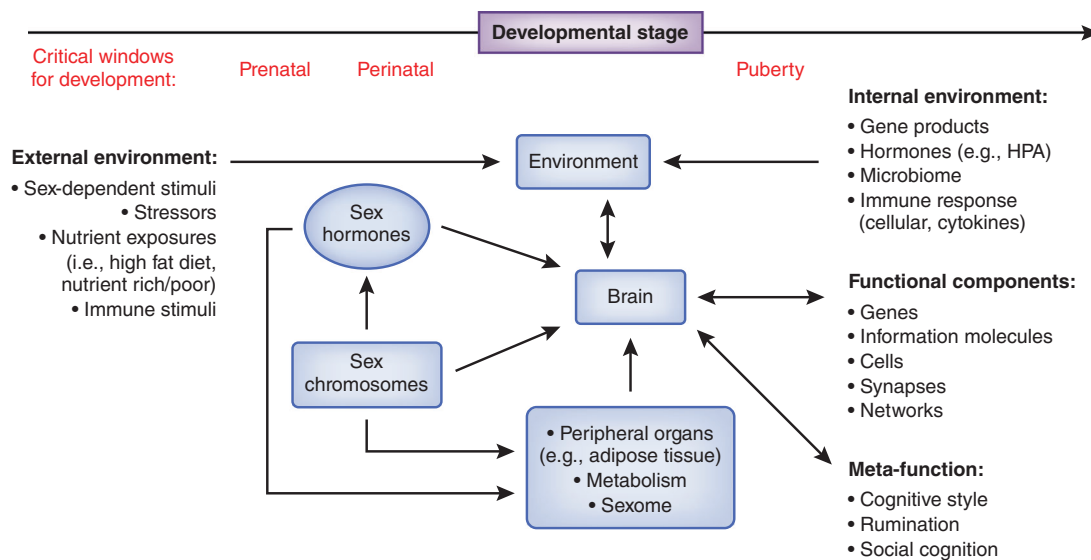 Developmental stage
Critical windows
for development:
Prenatal
Perinatal
Puberty
External environment:
• Sex-dependent stimuli
• Stressors
• Nutrient exposures
(i.e., high fat diet,
nutrient rich/poor)
• Immune stimuli
Environment
Internal environment:
• Gene products
• Hormones (e.g., HPA)
• Microbiome
• Immune response
(cellular, cytokines)
Sex
hormones
Brain
Sex
chromosomes
• Peripheral organs
(e.g., adipose tissue)
• Metabolism
• Sexome
Functional components:
• Genes
• Information molecules
• Cells
• Synapses
• Networks
Meta-function:
• Cognitive style
• Rumination
• Social cognition